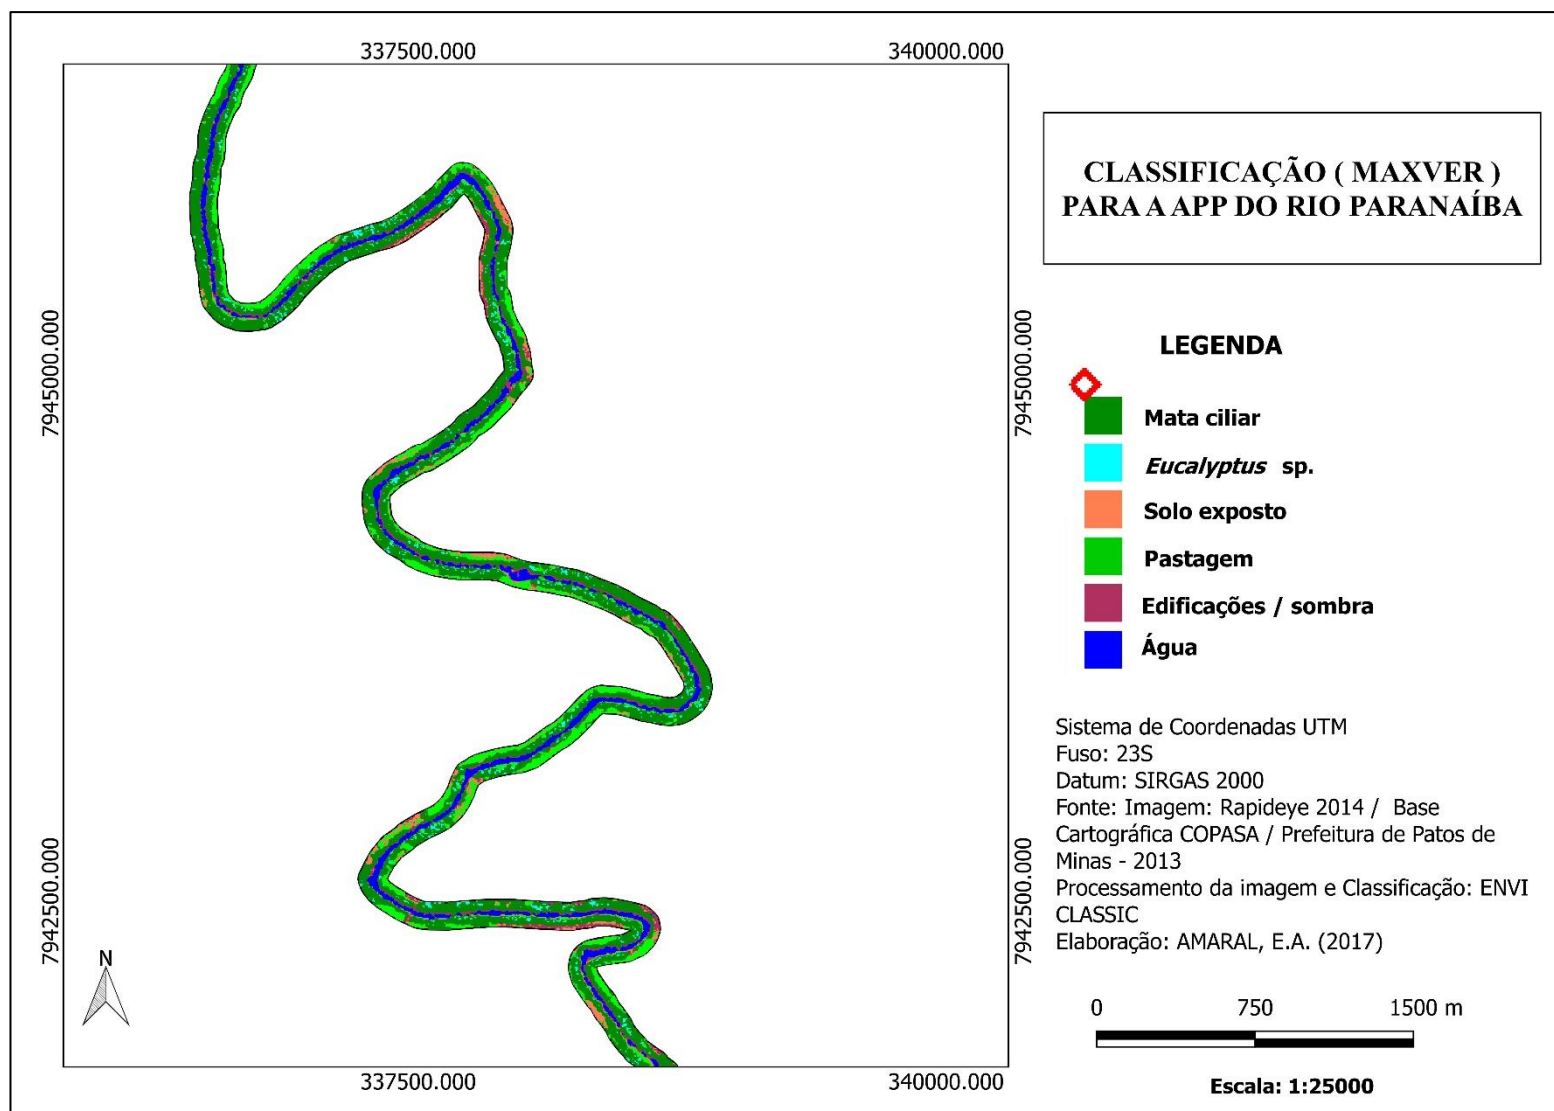 337500.000
340000.000
CLASSIFICAÇÃO ( MAXVER )
PARA A APP DO RIO PARANAÍBA
7945000.000
7945000.000
LEGENDA
Mata ciliar
Eucalyptus sp.
Solo exposto
Pastagem
Edificações / sombra
Água
Sistema de Coordenadas UTM
Fuso: 23S
Datum: SIRGAS 2000
Fonte: Imagem: Rapideye 2014 / Base
Cartográfica COPASA / Prefeitura de Patos de
Minas - 2013
Processamento da imagem e Classificação: ENVI
CLASSIC
Elaboração: AMARAL, E.A. (2017)
7942500.000
7942500.000
N
0 750 1500 m
337500.000
340000.000
Escala: 1:25000